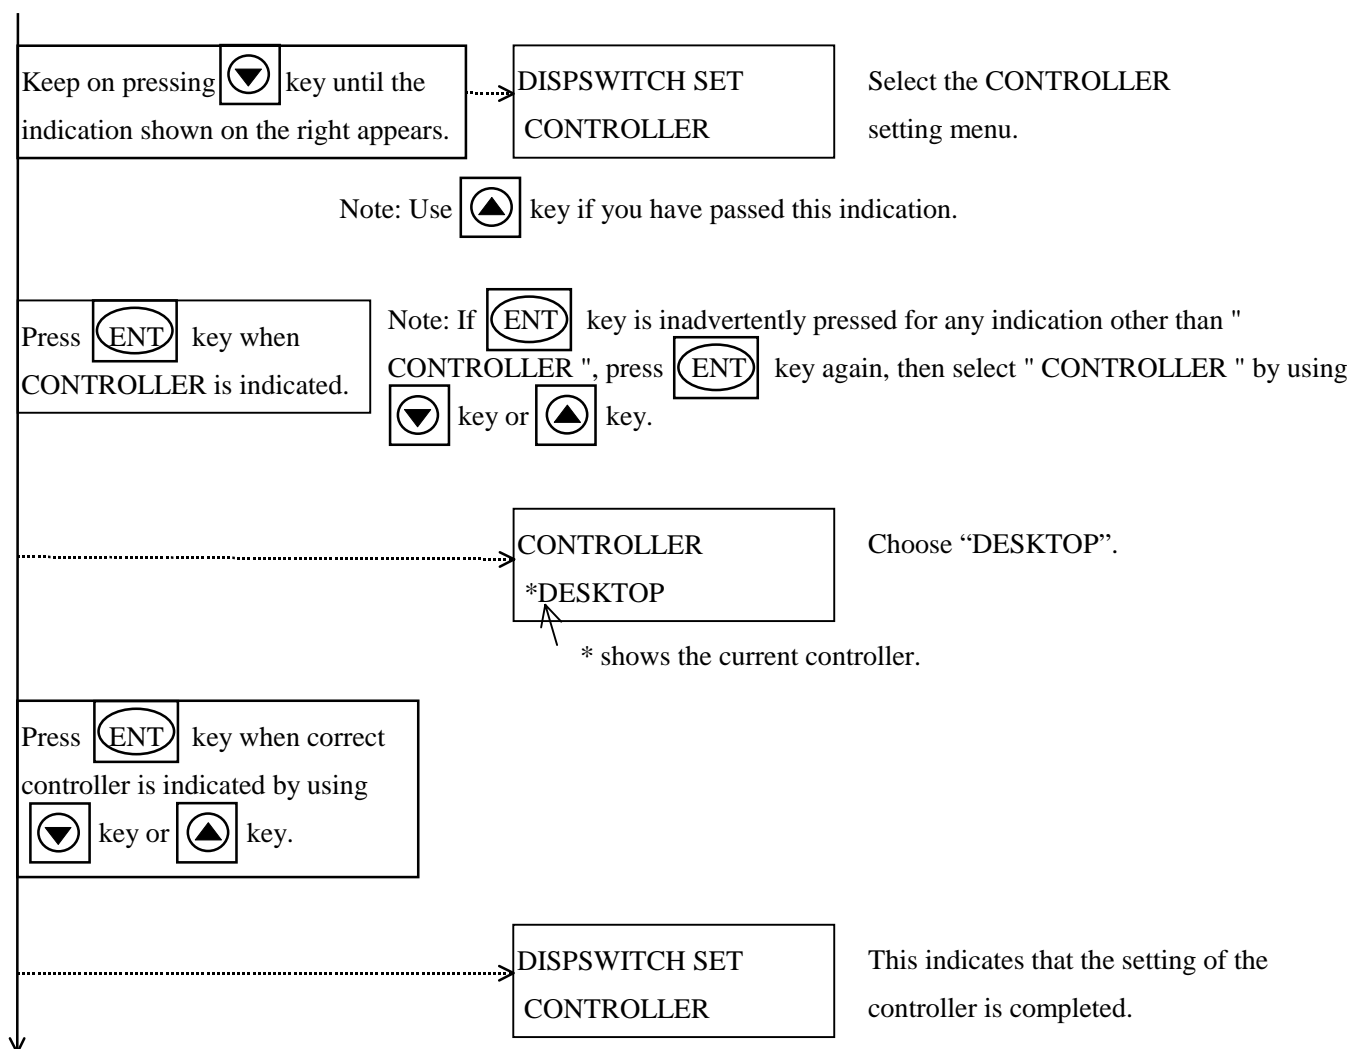 Keep on pressing key until the
indication shown on the right appears.
DISPSWITCH SET
CONTROLLER
Select the CONTROLLER
setting menu.
Note: Use key if you have passed this indication.
Press ENT key when
CONTROLLER is indicated.
Note: If ENT key is inadvertently pressed for any indication other than "
CONTROLLER ", press ENT key again, then select " CONTROLLER " by using
key or key.
CONTROLLER
*DESKTOP
Choose “DESKTOP”.
* shows the current controller.
Press ENT key when correct
controller is indicated by using
key or key.
DISPSWITCH SET
CONTROLLER
This indicates that the setting of the
controller is completed.